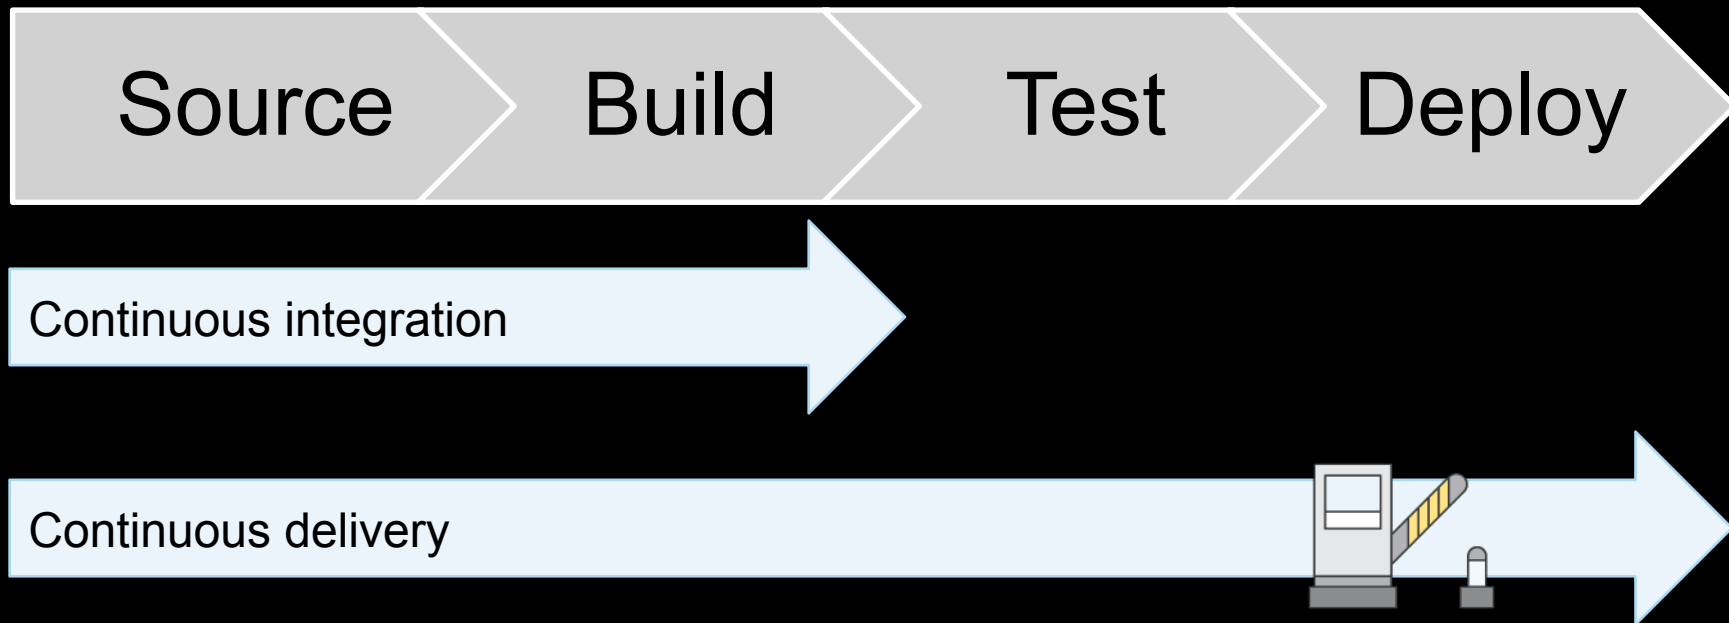 Source Build Test Deploy
Continuous integration
Continuous delivery